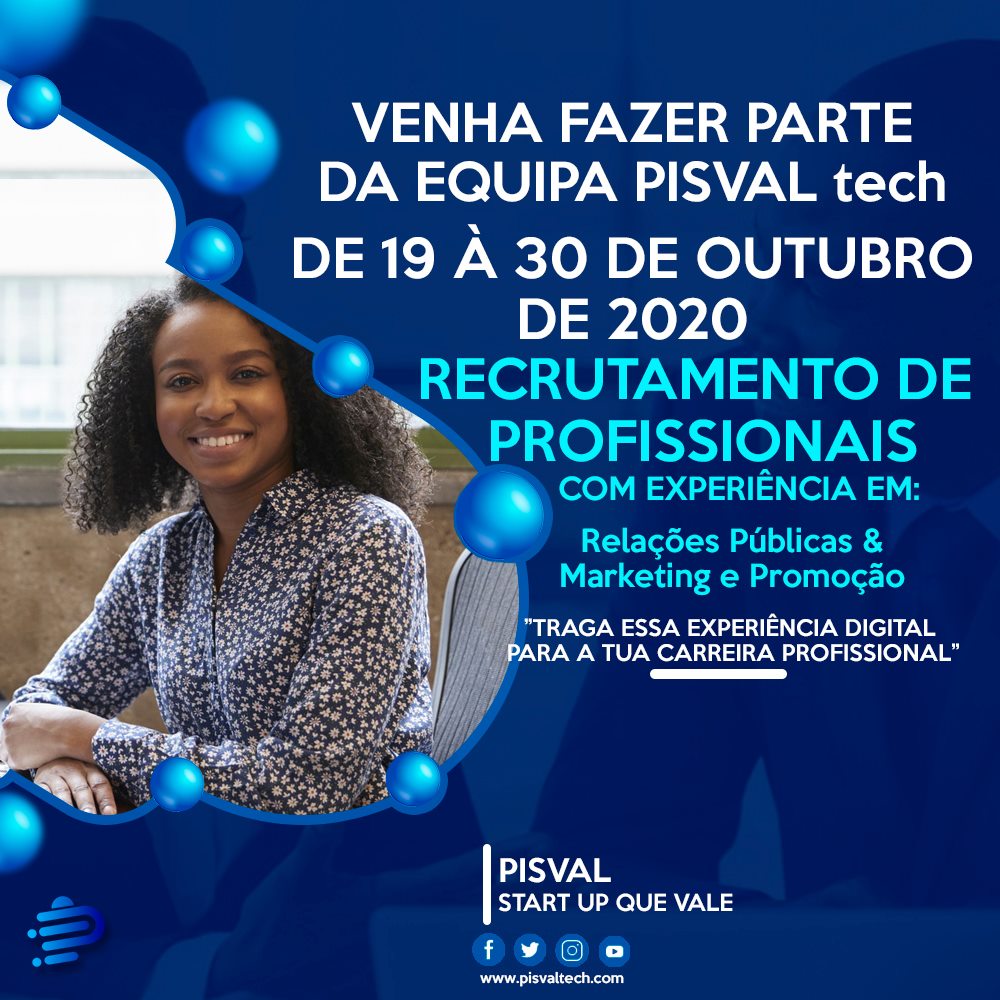 VENHA FAZER PARTE
DA EQUIPA PISVAL tech
DE 19 À 30 DE OUTUBRO
DE 2020
RECRUTAMENTO DE
PROFISSIONAIS
COM EXPERIÊNCIA EM:
Relações Públicas &
Marketing e Promoção
"TRAGA ESSA EXPERIÊNCIA DIGITAL
PARA A TUA CARREIRA PROFISSIONAL"
PISVAL
START UP QUE VALE
www.pisvaltech.com